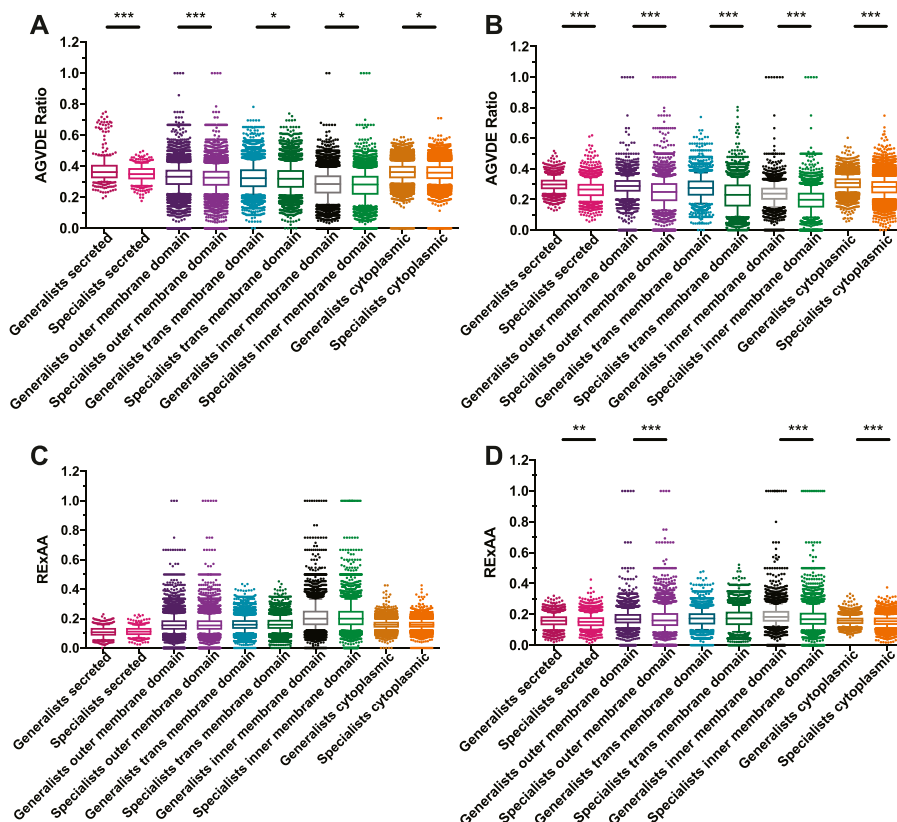 A
*** *** * * *
AGVDE Ratio
1.2
1.0
0.8
0.6
0.4
0.2
0.0
Generalists secreted
Specialists secreted
Generalists outer membrane domain
Specialists outer membrane domain
Generalists trans membrane domain
Specialists trans membrane domain
Generalists inner membrane domain
Specialists inner membrane domain
Generalists cytoplasmic
Specialists cytoplasmic
B
*** *** *** *** ***
AGVDE Ratio
1.2
1.0
0.8
0.6
0.4
0.2
0.0
Generalists secreted
Specialists secreted
Generalists outer membrane domain
Specialists outer membrane domain
Generalists trans membrane domain
Specialists trans membrane domain
Generalists inner membrane domain
Specialists inner membrane domain
Generalists cytoplasmic
Specialists cytoplasmic
C
RExAA
1.2
1.0
0.8
0.6
0.4
0.2
0.0
Generalists secreted
Specialists secreted
Generalists outer membrane domain
Specialists outer membrane domain
Generalists trans membrane domain
Specialists trans membrane domain
Generalists inner membrane domain
Specialists inner membrane domain
Generalists cytoplasmic
Specialists cytoplasmic
D
** *** *** ***
RExAA
1.2
1.0
0.8
0.6
0.4
0.2
0.0
Generalists secreted
Specialists secreted
Generalists outer membrane domain
Specialists outer membrane domain
Generalists trans membrane domain
Specialists trans membrane domain
Generalists inner membrane domain
Specialists inner membrane domain
Generalists cytoplasmic
Specialists cytoplasmic